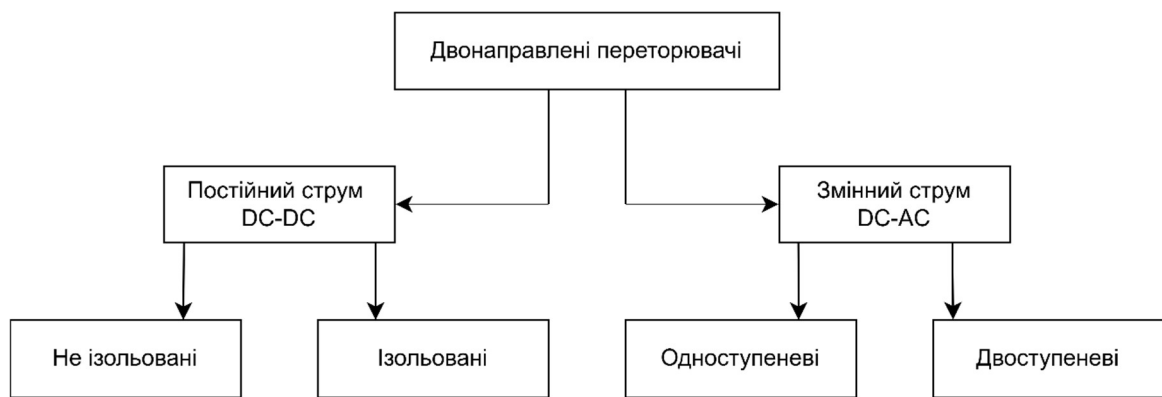 Двонаправлені переторювачі
Постійний струм
DC-DC
Змінний струм
DC-AC
Не ізольовані
Ізольовані
Одноступеневі
Двоступеневі